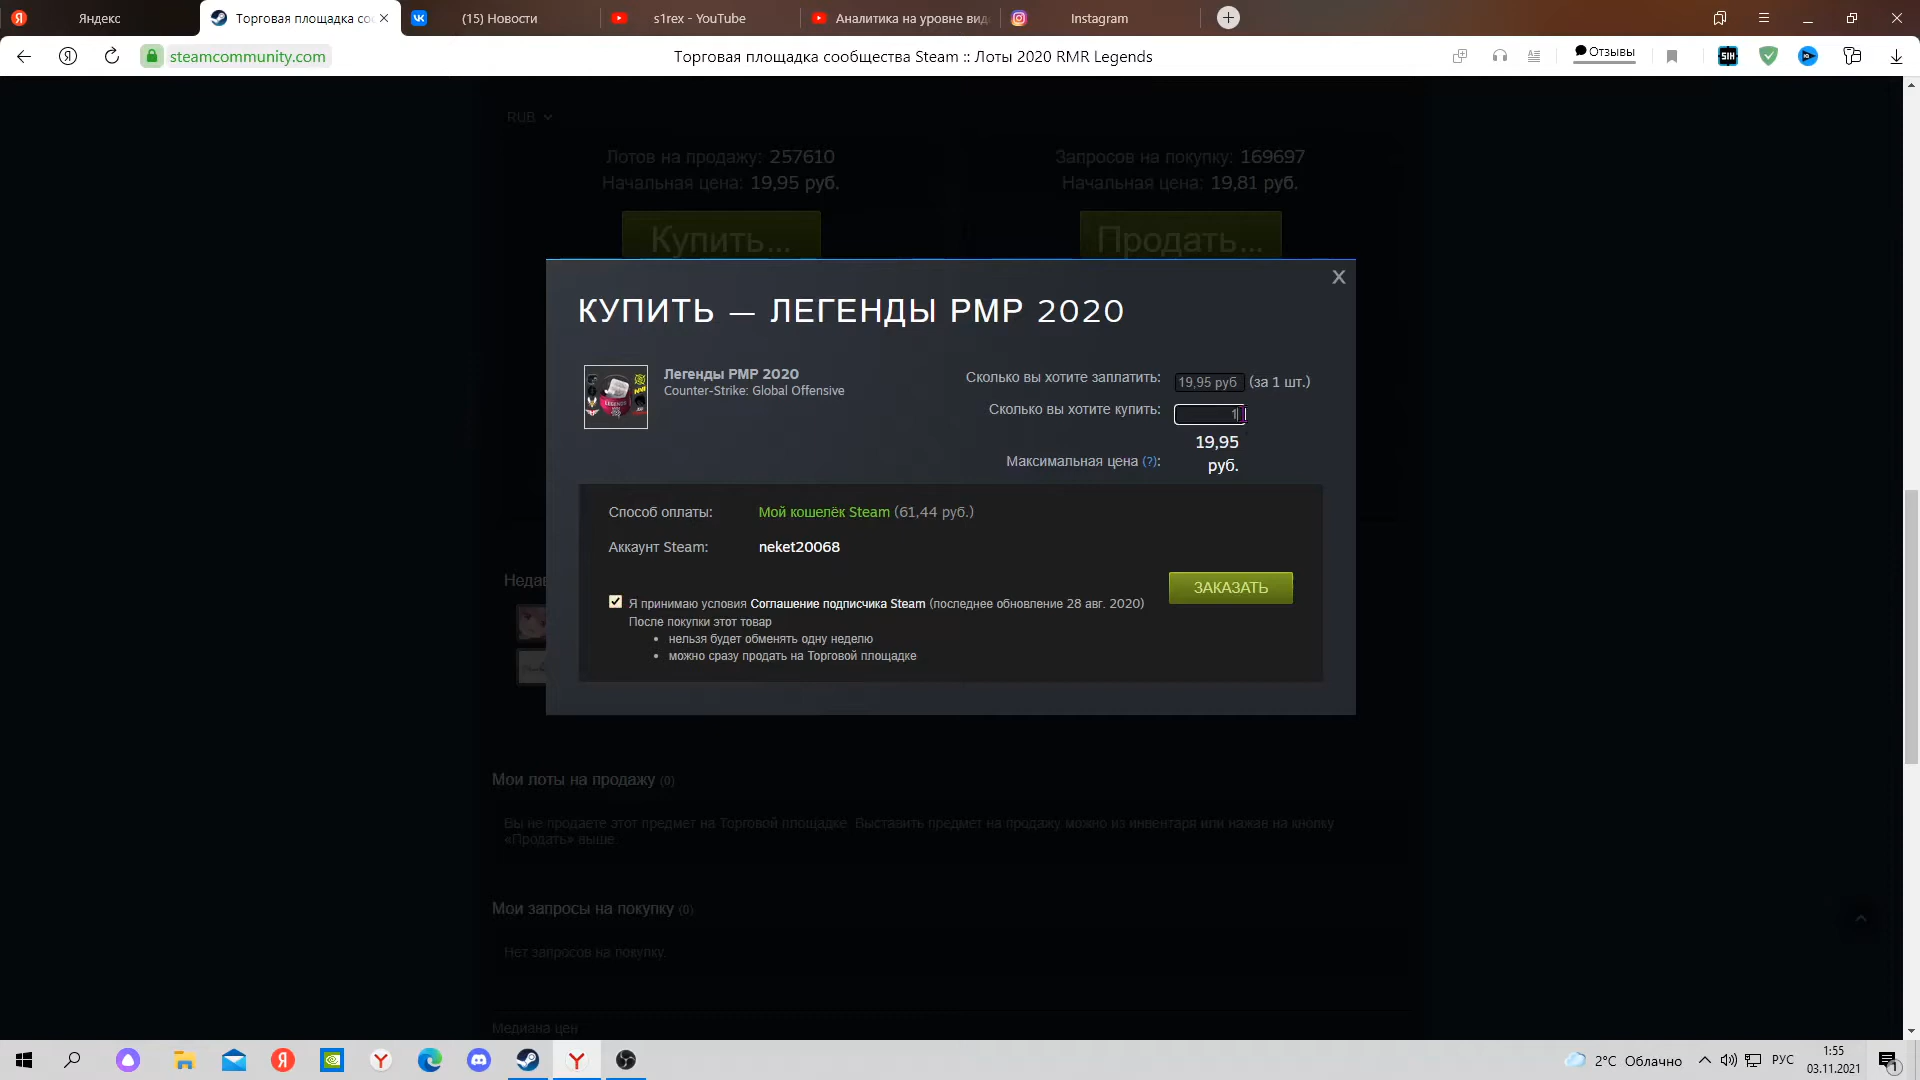 Яндекс
Торговая площадка соо
(15) Новости
s1rex - YouTube
Аналитика на уровне вид
Instagram
steamcommunity.com
Торговая площадка сообщества Steam :: Лоты 2020 RMR Legends
Отзывы
SIH
RUB
Лотов на продажу: 257610
Начальная цена: 19,95 руб.
Запросов на покупку: 169697
Начальная цена: 19,81 руб.
Купить...
Продать...
X
КУПИТЬ — ЛЕГЕНДЫ РМР 2020
Легенды РМР 2020
Counter-Strike: Global Offensive
Сколько вы хотите заплатить: 19,95 руб (за 1 шт.)
Сколько вы хотите купить: 1
19,95
Максимальная цена (?): руб.
Способ оплаты: Мой кошелёк Steam (61,44 руб.)
Аккаунт Steam: neket20068
ЗАКАЗАТЬ
Я принимаю условия Соглашение подписчика Steam (последнее обновление 28 авг. 2020)
После покупки этот товар
• нельзя будет обменять одну неделю
• можно сразу продать на Торговой площадке
Недав
Мои лоты на продажу (0)
Вы не продаете этот предмет на Торговой площадке. Выставить предмет на продажу можно из инвентаря или нажав на кнопку
«Продать» выше.
Мои запросы на покупку (0)
Нет запросов на покупку.
Медиана цен
2°C Облачно
РУС
1:55
03.11.2021
1